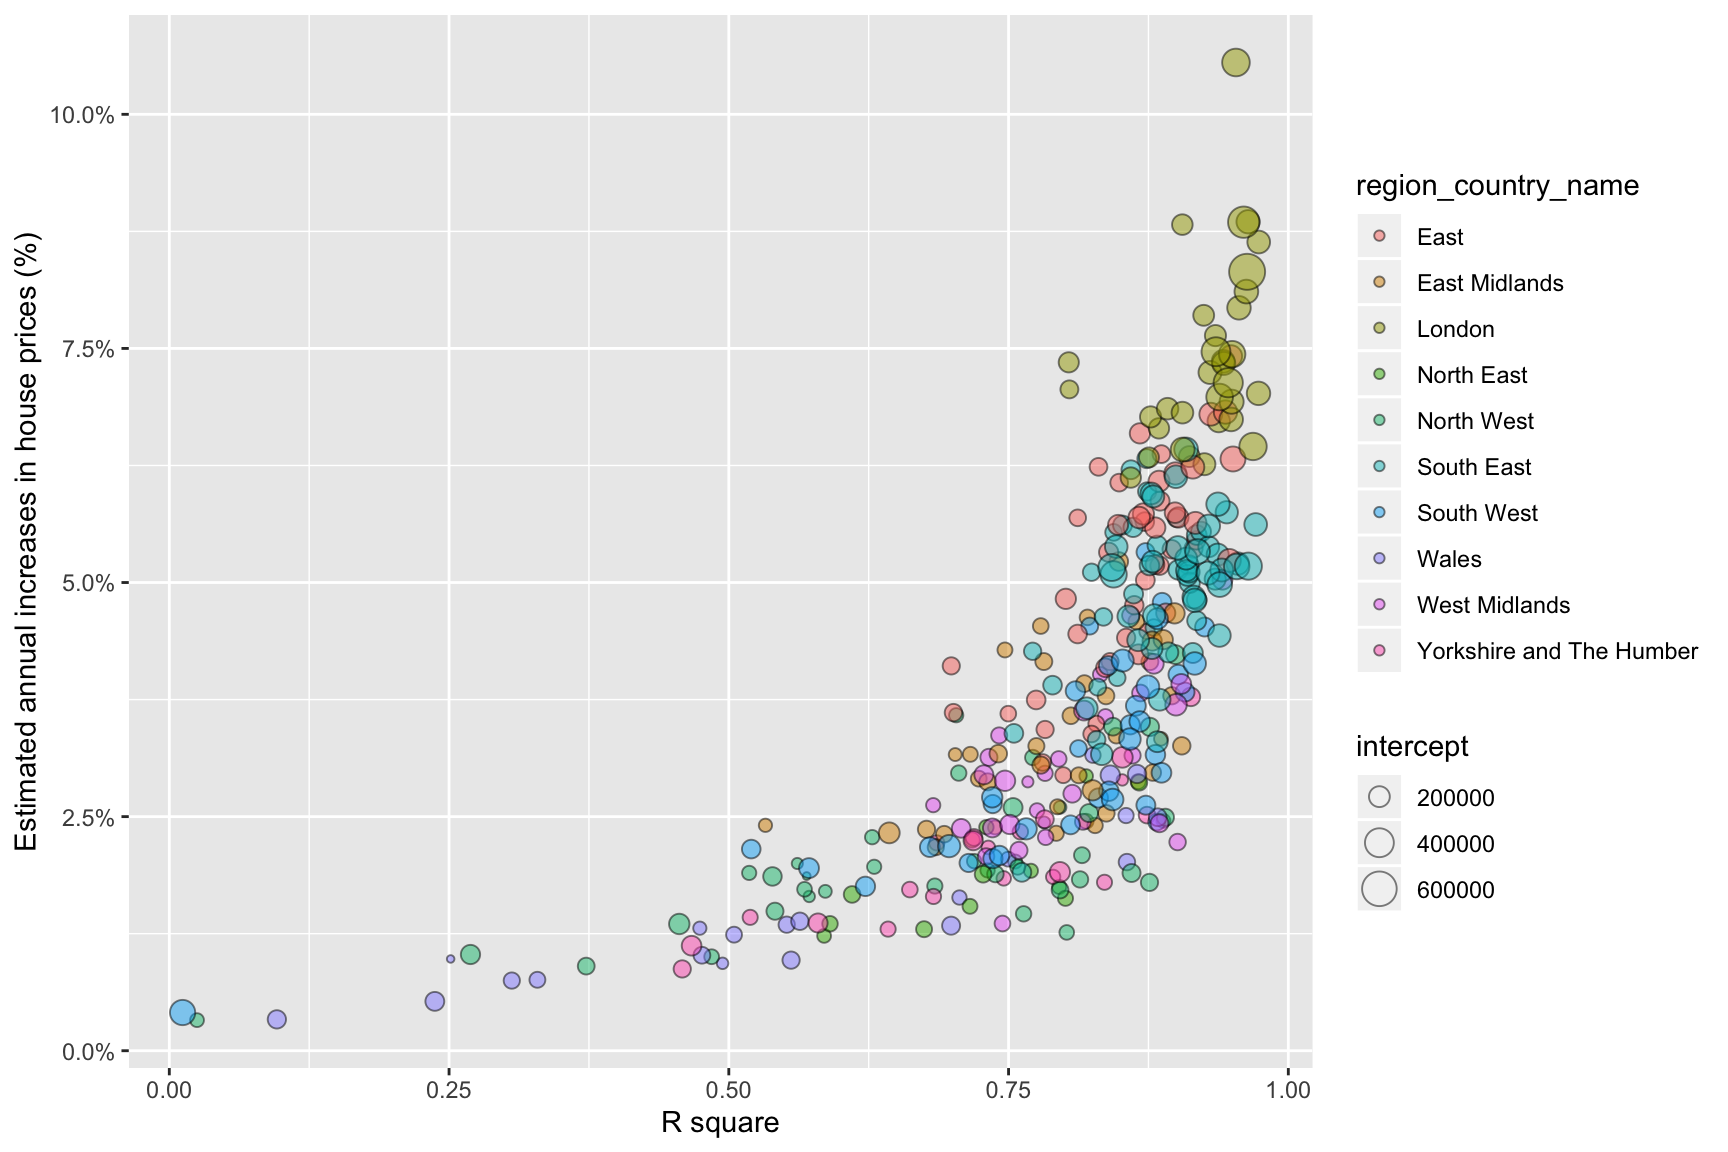 Estimated annual increases in house prices (%)
10.0%
7.5%
5.0%
2.5%
0.0%
0.00 0.25 0.50 0.75 1.00
R square
region_country_name
East
East Midlands
London
North East
North West
South East
South West
Wales
West Midlands
Yorkshire and The Humber
intercept
200000
400000
600000